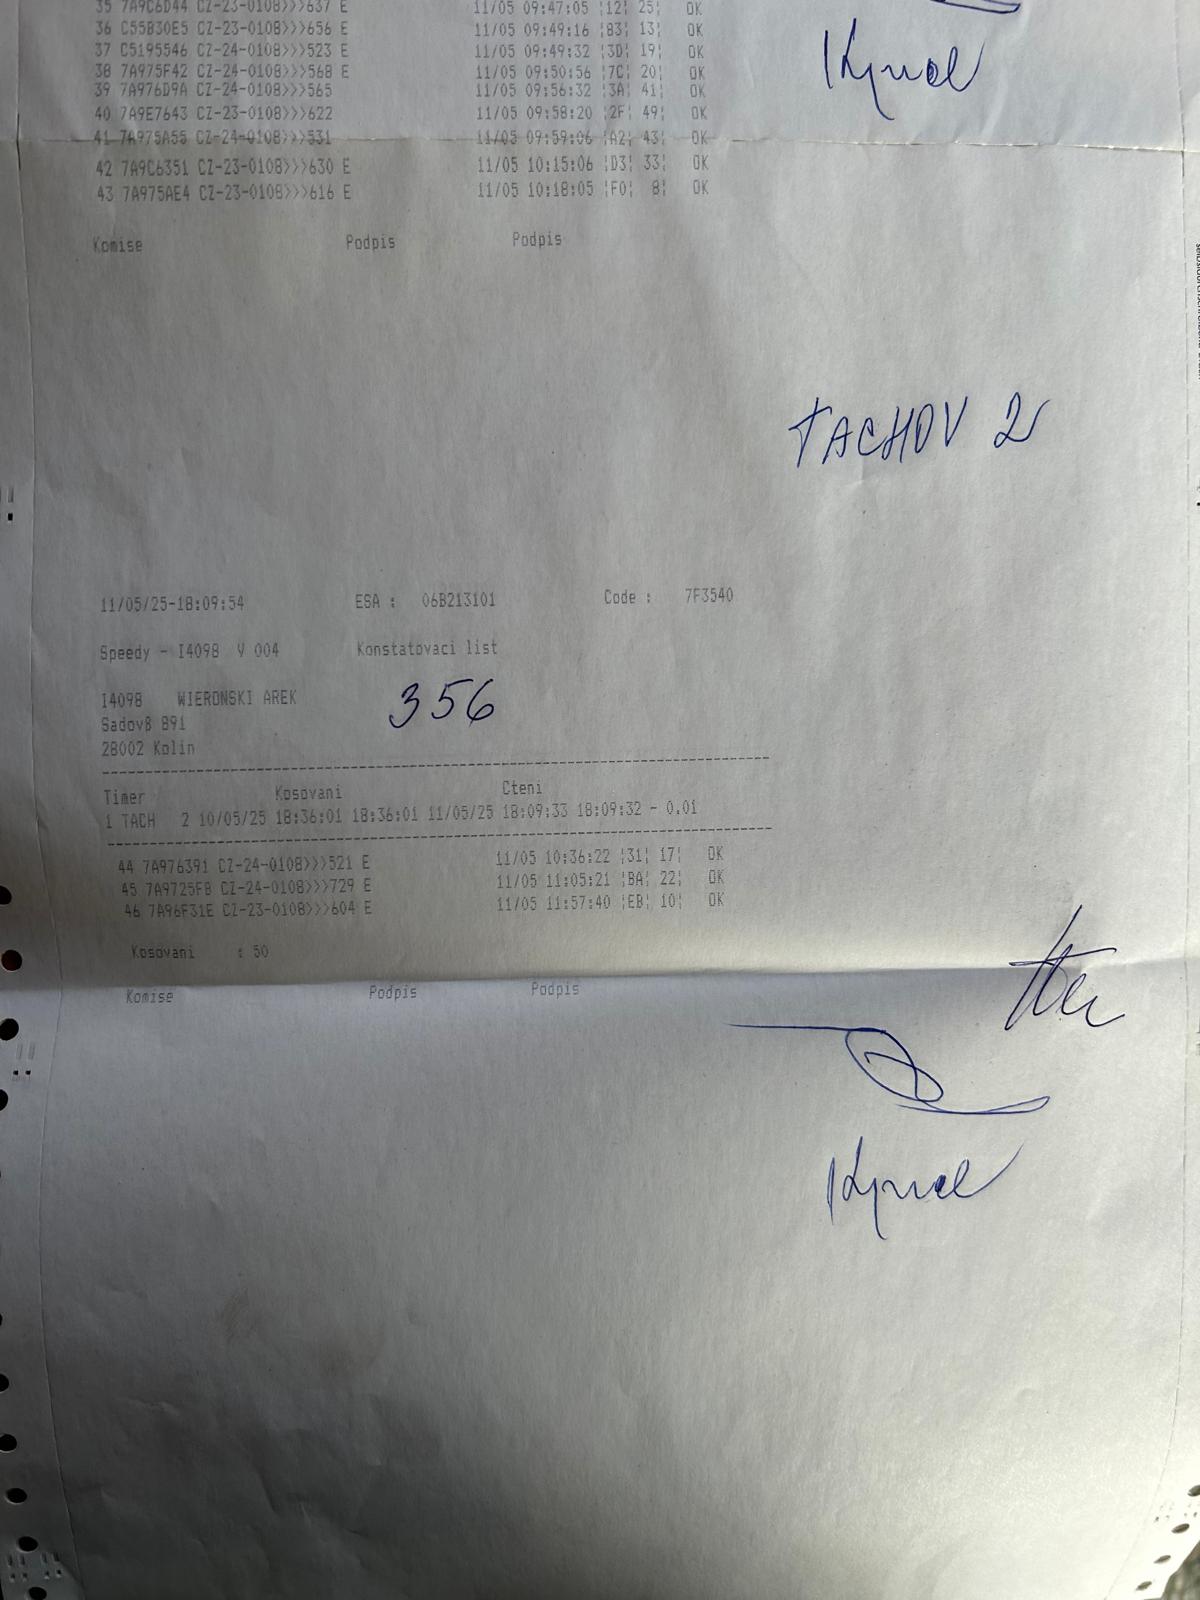 35 7A9C6D44 CZ-23-0108>>>637 E 11/05 09:47:05 ¦12¦ 25¦ OK
36 C55B30E5 CZ-23-0108>>>656 E 11/05 09:49:16 ¦83¦ 13¦ OK
37 C5195546 CZ-24-0108>>>523 E 11/05 09:49:32 ¦3D¦ 19¦ OK
38 7A975F42 CZ-24-0108>>>568 E 11/05 09:50:56 ¦7C¦ 20¦ OK
39 7A976D9A CZ-24-0108>>>565 11/05 09:56:32 ¦3A¦ 41¦ OK
40 7A9E7643 CZ-23-0108>>>622 11/05 09:58:20 ¦2F¦ 49¦ OK
41 7A975A55 CZ-24-0108>>>531 11/05 09:59:06 ¦A2¦ 43¦ OK
42 7A9C6351 CZ-23-0108>>>630 E 11/05 10:15:06 ¦D3¦ 33¦ OK
43 7A975AE4 CZ-23-0108>>>616 E 11/05 10:18:05 ¦F0¦ 8¦ OK
Komise Podpis Podpis
TACHOV 2
11/05/25-18:09:54 ESA : 06B213101 Code : 7F3540
Speedy - I4098 V 004 Konstatovaci list
I4098 WIERONSKI AREK 356
Sadovß 891
28002 Kolin
Timer Kosovani Cteni
1 TACH 2 10/05/25 18:36:01 18:36:01 11/05/25 18:09:33 18:09:32 - 0.01
44 7A976391 CZ-24-0108>>>521 E 11/05 10:36:22 ¦31¦ 17¦ OK
45 7A9725FB CZ-24-0108>>>729 E 11/05 11:05:21 ¦BA¦ 22¦ OK
46 7A96F31E CZ-23-0108>>>604 E 11/05 11:57:40 ¦EB¦ 10¦ OK
Kosovani : 50
Komise Podpis Podpis